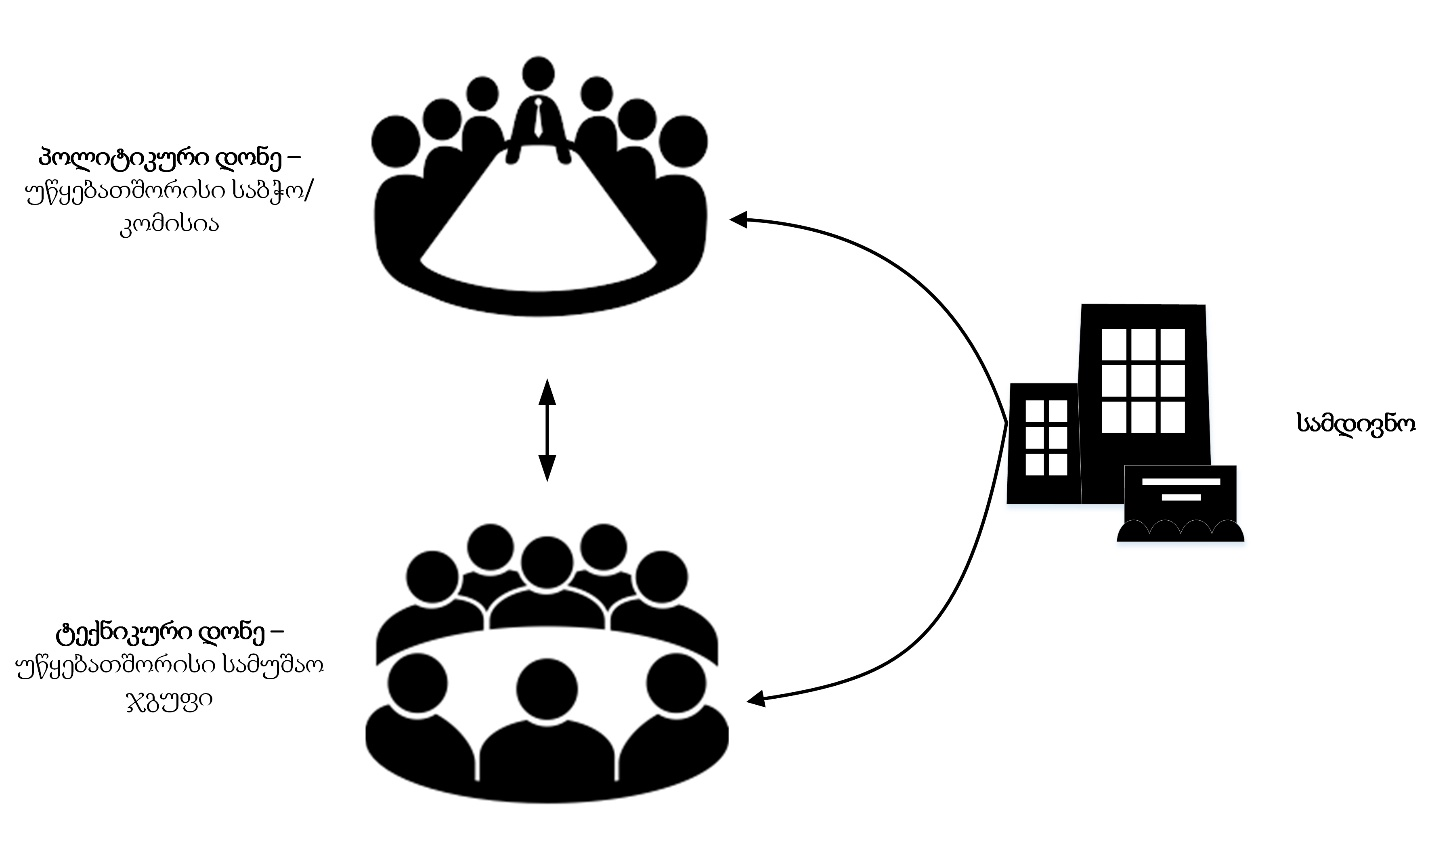 პოლიტიკური დონე –
უწყებათშორისი საბჭო/
კომისია
სამდივნო
ტექნიკური დონე –
უწყებათშორისი სამუშაო
ჯგუფი